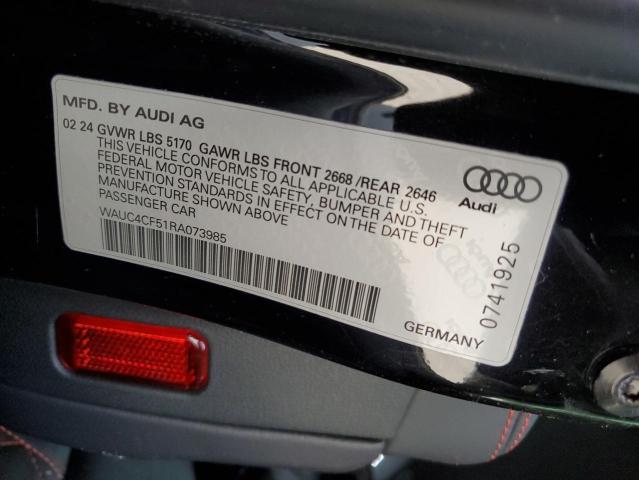 MFD. BY AUDI AG
02 24 GVWR LBS 5170 GAWR LBS FRONT 2668 /REAR 2646
THIS VEHICLE CONFORMS TO ALL APPLICABLE U.S.
FEDERAL MOTOR VEHICLE SAFETY, BUMPER AND THEFT
PREVENTION STANDARDS IN EFFECT ON THE DATE OF
MANUFACTURE SHOWN ABOVE
PASSENGER CAR
WAUC4CF51RA073985
Audi
0741925
GERMANY